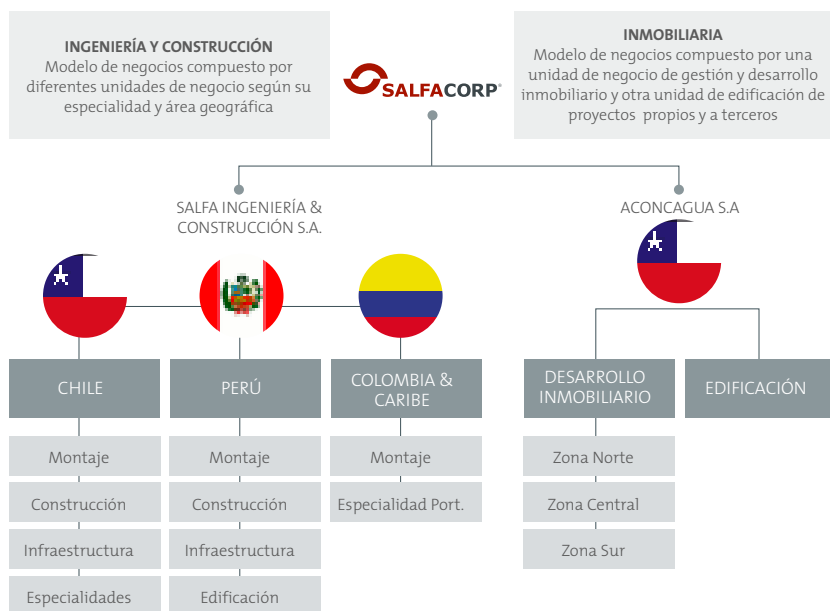 INGENIERÍA Y CONSTRUCCIÓN
Modelo de negocios compuesto por
diferentes unidades de negocio según su
especialidad y área geográfica
SALFACORP
INMOBILIARIA
Modelo de negocios compuesto por una
unidad de negocio de gestión y desarrollo
inmobiliario y otra unidad de edificación de
proyectos propios y a terceros
SALFA INGENIERÍA &
CONSTRUCCIÓN S.A.
ACONCAGUA S.A
CHILE
Montaje
Construcción
Infraestructura
Especialidades
PERÚ
Montaje
Construcción
Infraestructura
Edificación
COLOMBIA &
CARIBE
Montaje
Especialidad Port.
DESARROLLO
INMOBILIARIO
Zona Norte
Zona Central
Zona Sur
EDIFICACIÓN